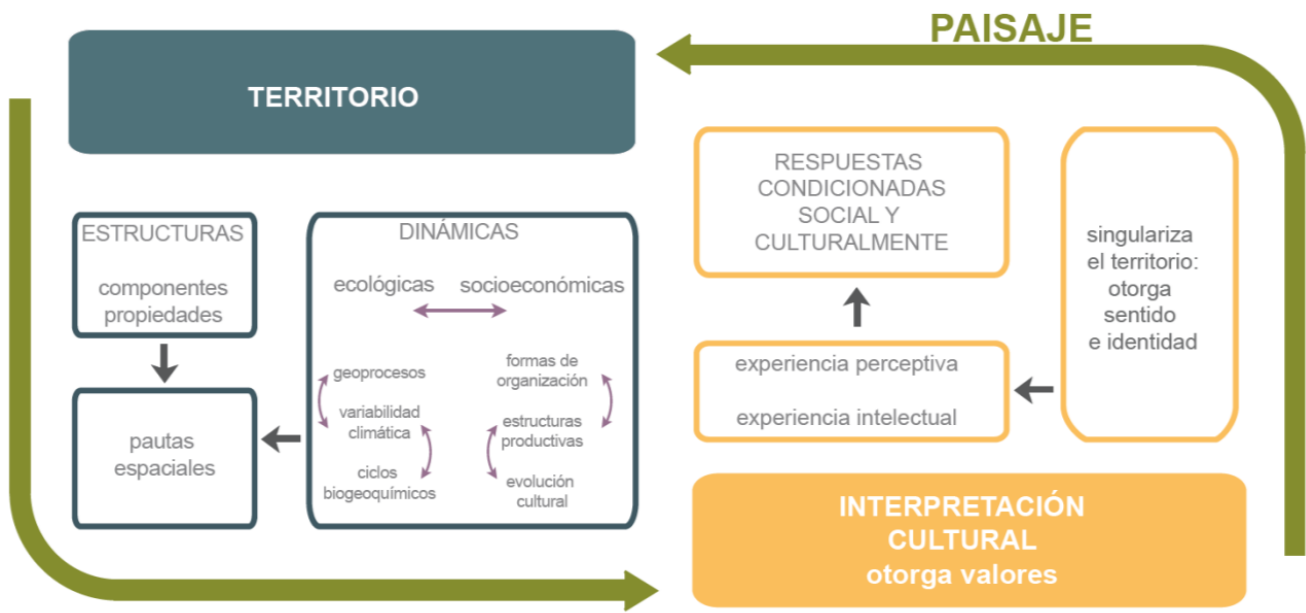 PAISAJE
TERRITORIO
ESTRUCTURAS
componentes
propiedades
pautas
espaciales
DINÁMICAS
ecológicas
socioeconómicas
geoprocesos
variabilidad
climática
ciclos
biogeoquímicos
formas de
organización
estructuras
productivas
evolución
cultural
RESPUESTAS
CONDICIONADAS
SOCIAL Y
CULTURALMENTE
experiencia perceptiva
experiencia intelectual
singulariza
el territorio:
otorga
sentido
e identidad
INTERPRETACIÓN
CULTURAL
otorga valores